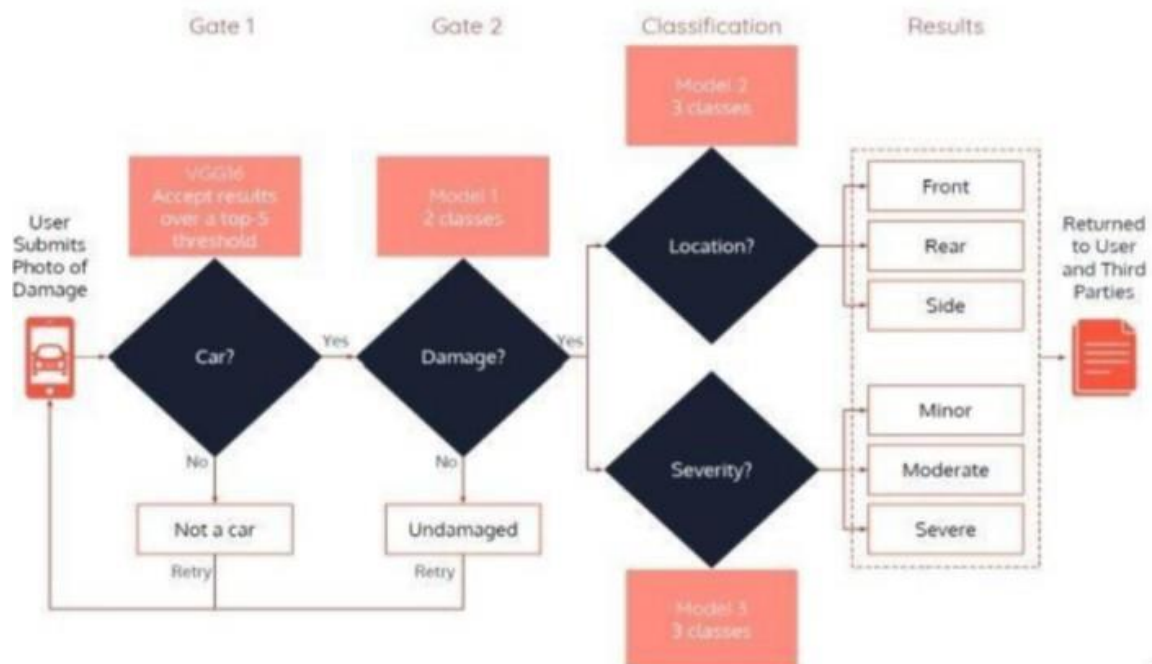 Gate 1
Gate 2
Classification
Results
Model 2
3 classes
VGG16
Accept results
over a top-5
threshold
Model 1
2 classes
User
Submits
Photo of
Damage
Car?
Yes
Damage?
Yes
Location?
Front
Rear
Side
Returned
to User
and Third
Parties
No
Not a car
Retry
No
Undamaged
Retry
Severity?
Minor
Moderate
Severe
Model 3
3 classes